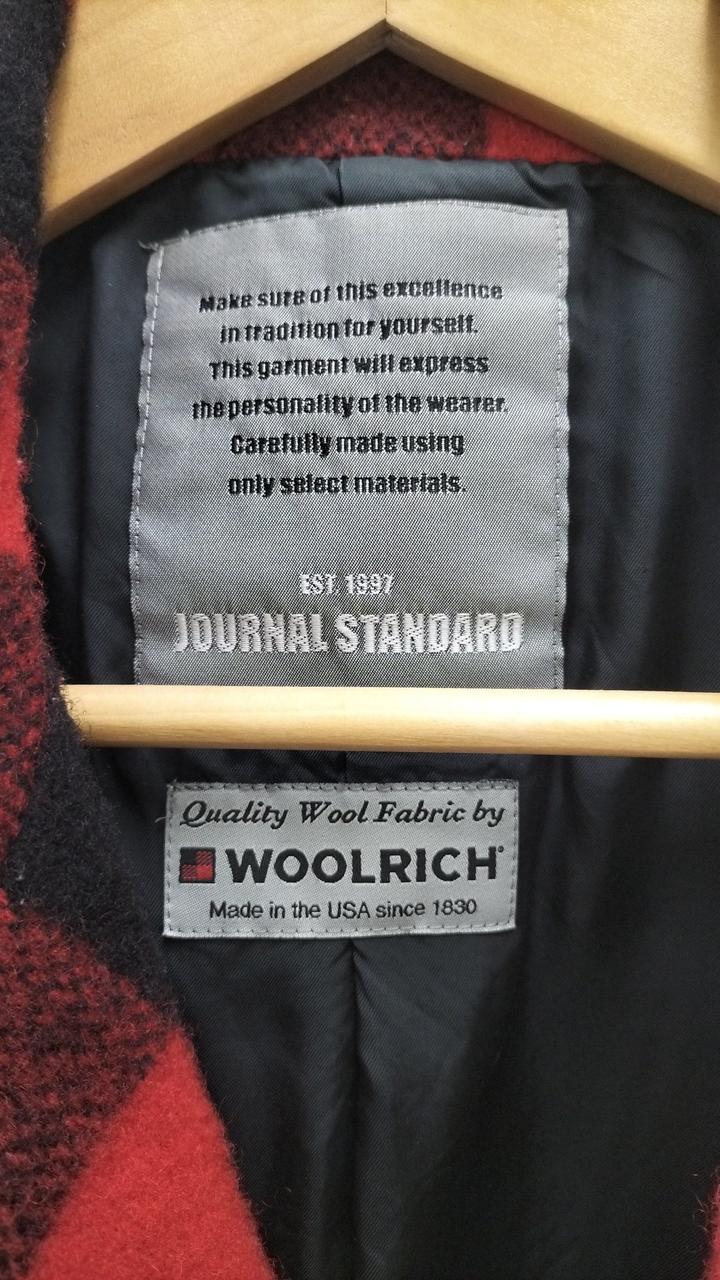 Make sure of this excellence
in tradition for yourself.
This garment will express
the personality of the wearer.
Carefully made using
only select materials.
EST. 1997
JOURNAL STANDARD
Quality Wool Fabric by
WOOLRICH®
Made in the USA since 1830